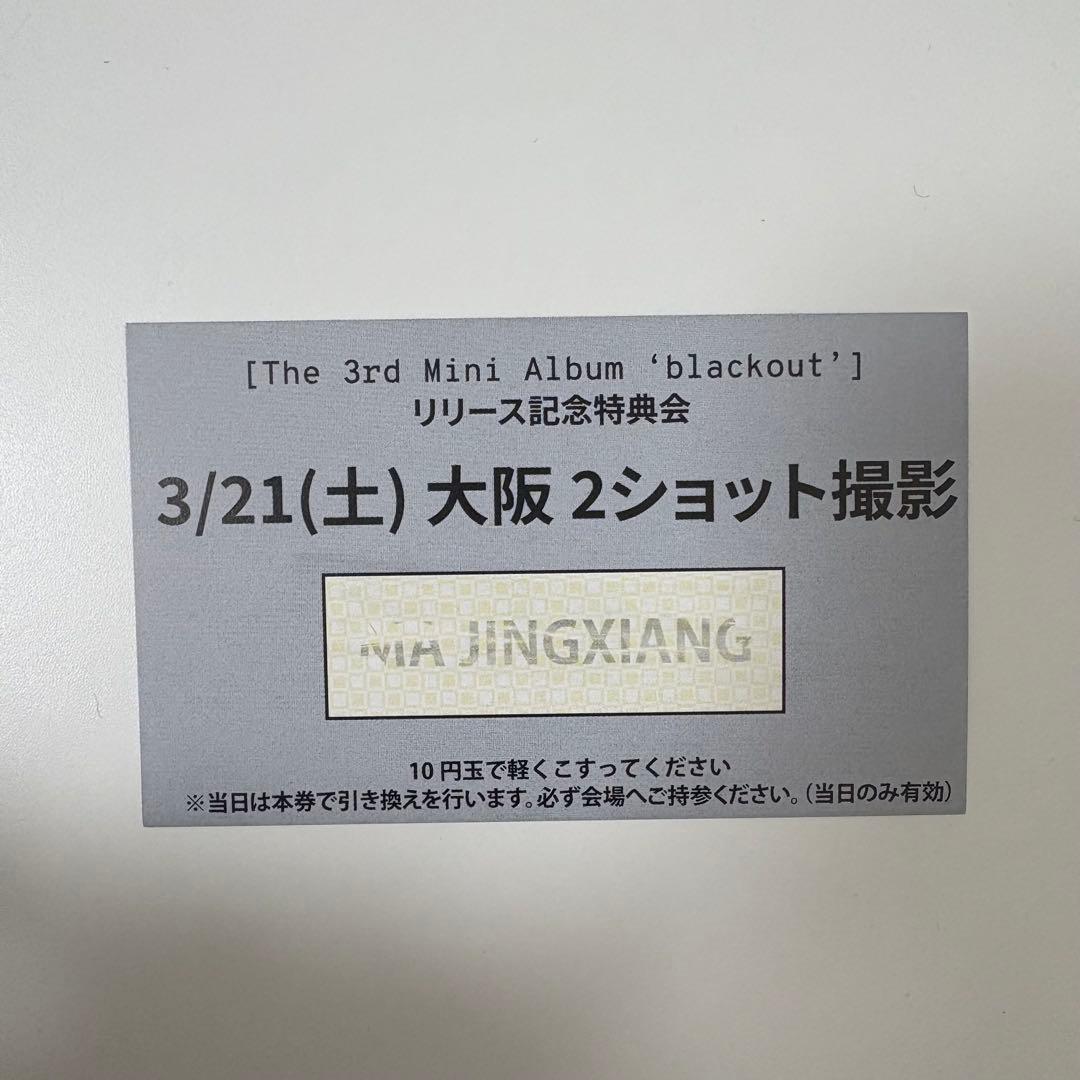 [The 3rd Mini Album ‘blackout’]
リリース記念特典会
3/21(土) 大阪 2ショット撮影
MA JINGXIANG
10円玉で軽くこすってください
※当日は本券で引き換えを行います。必ず会場へご持参ください。(当日のみ有効)